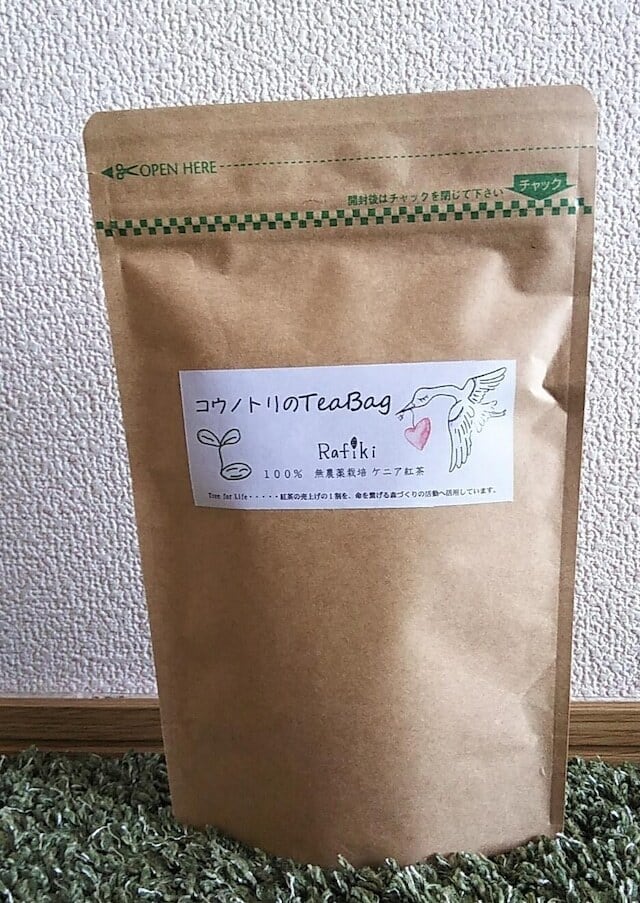 OPEN HERE
チャック
開封後はチャックを閉じて下さい
コウノトリのTeaBag
Rafiki
100% 無農薬栽培 ケニア紅茶
Tree for Life・・・・・紅茶の売上げの1割を、命を繋げる森づくりの活動へ活用しています。